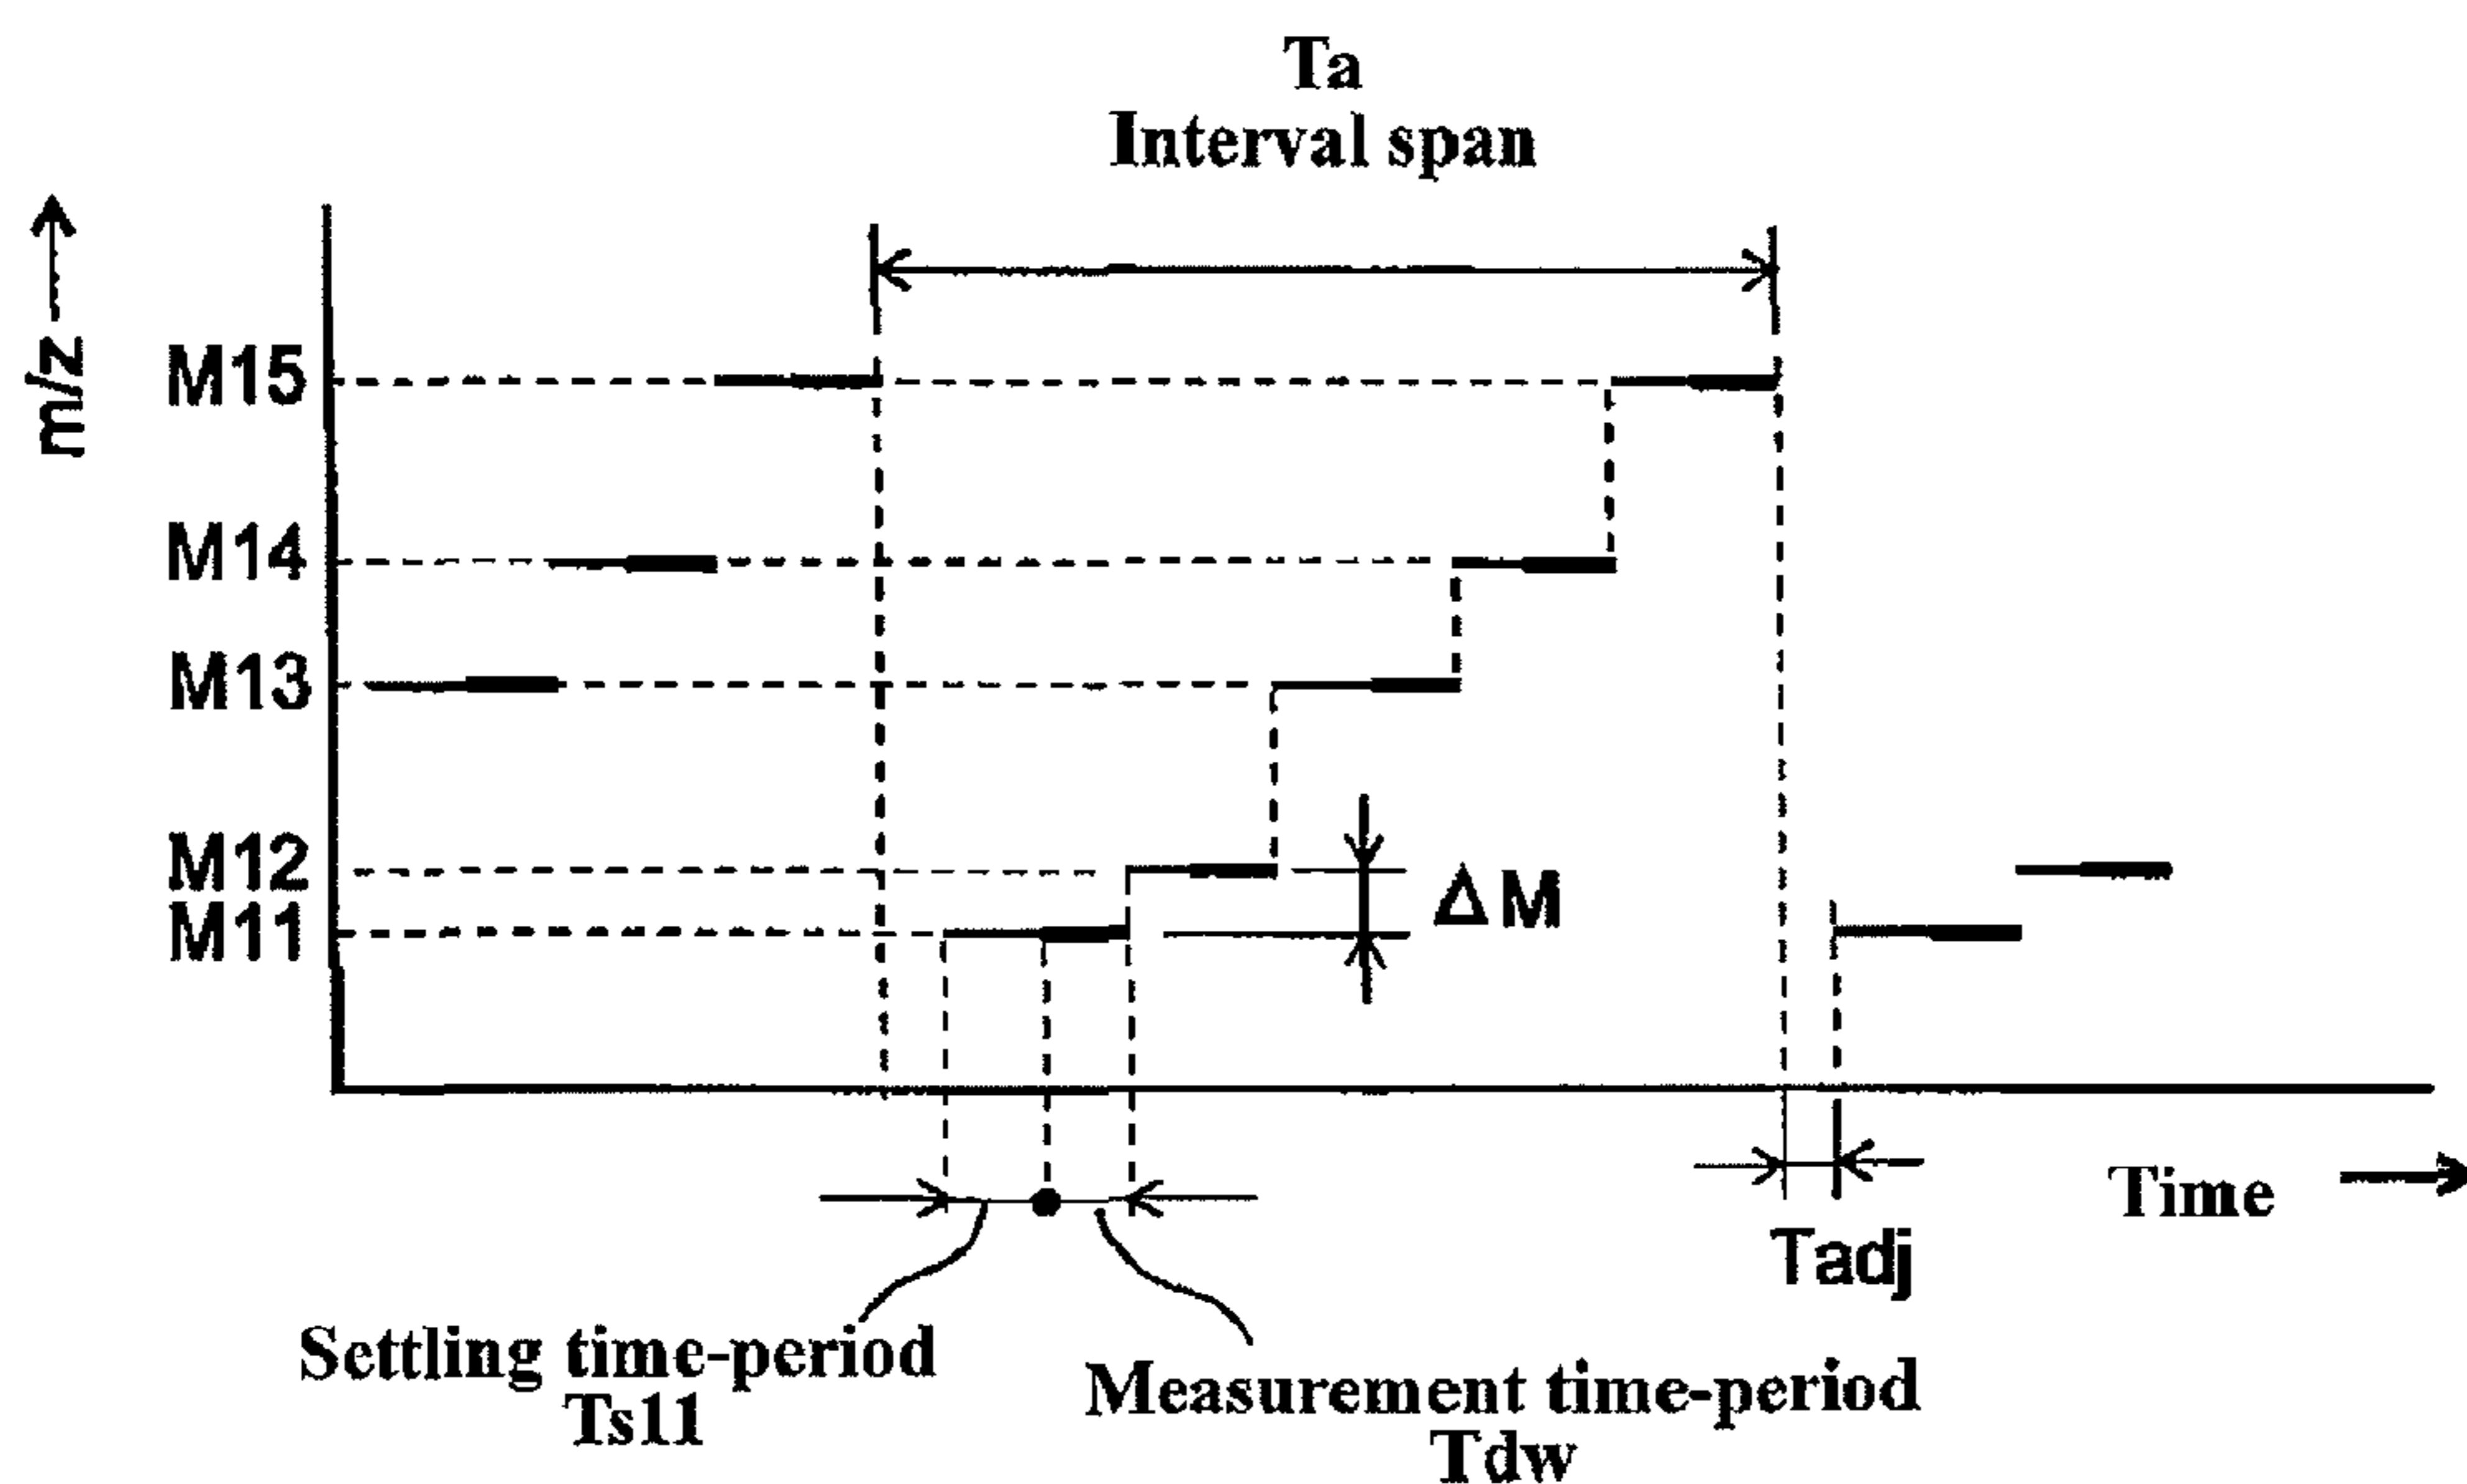 Ta
Interval span
m/z
M15
M14
M13
M12
M11
ΔM
Time
Tadj
Settling time-period
Ts11
Measurement time-period
Tdw